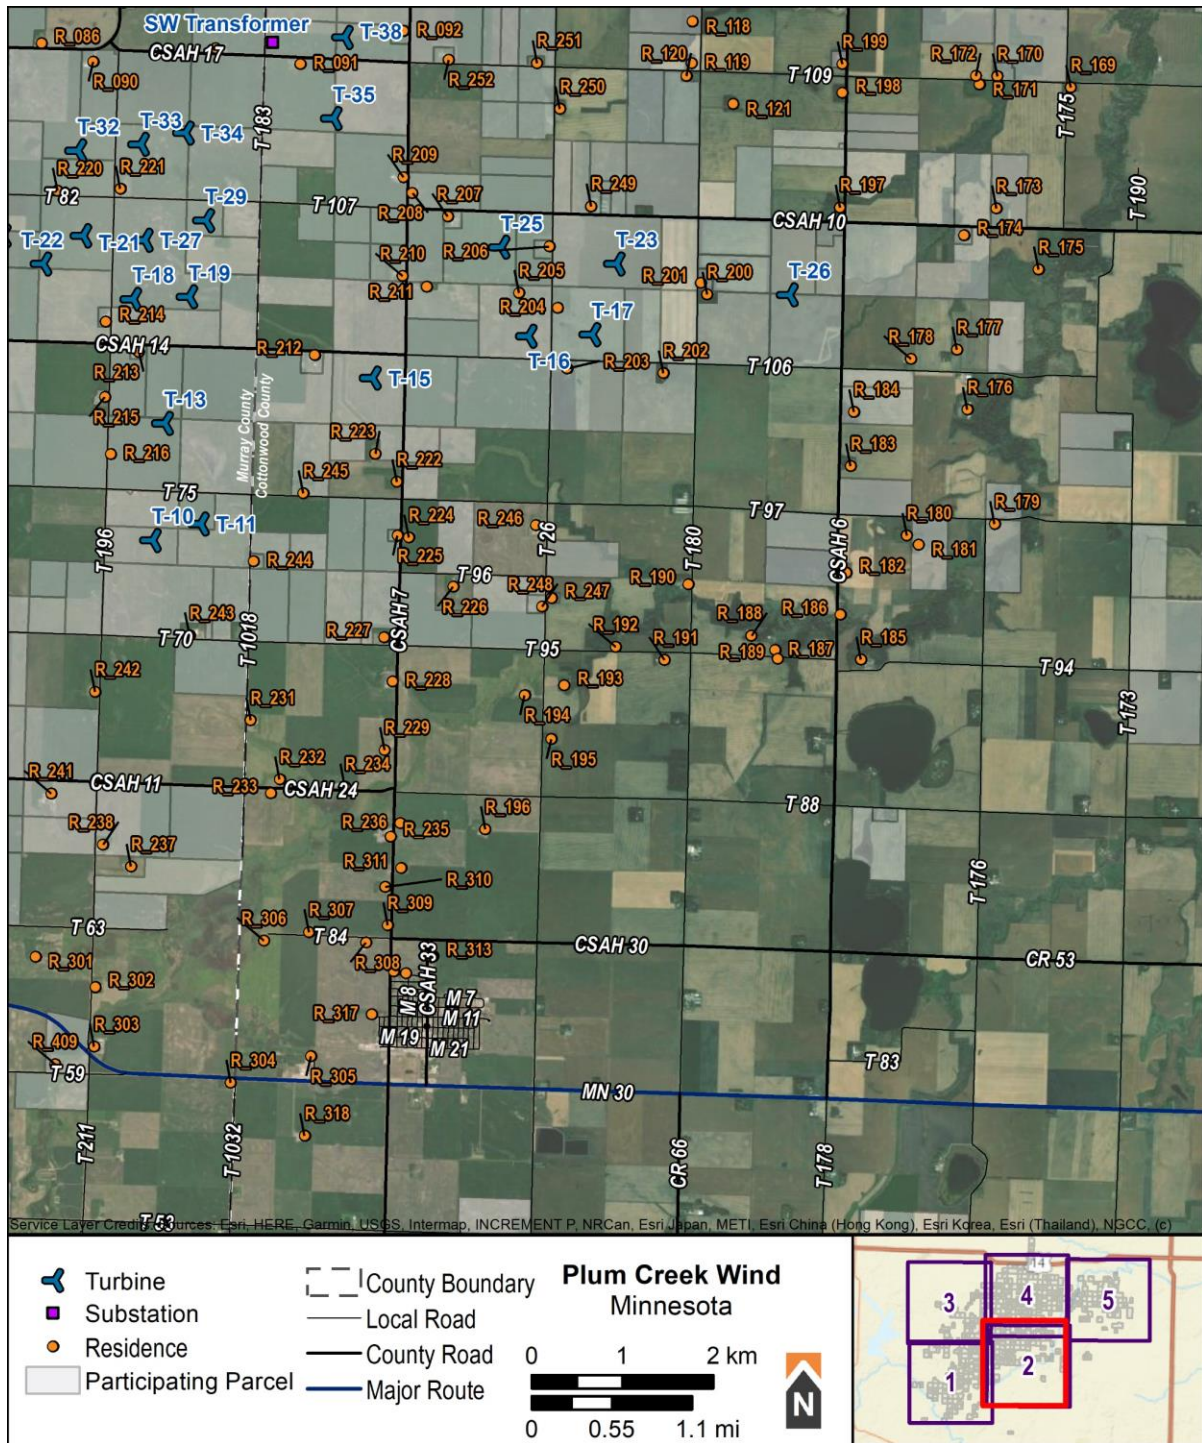 SW Transformer
T-38
R_092
R_118
R_086
CSAH 17
R_251
R_199
R_172
R_170
R_120
R_119
R_091
R_252
T 109
R_169
R_090
R_198
R_171
R_250
R_121
T-35
T 183
T 175
T-33
T-34
T-32
R_209
R_220
R_221
R_207
R_249
R_197
R_173
T 190
T 82
T-29
T 107
R_208
CSAH 10
R_174
T-25
T-22
T-21
T-27
R_206
T-23
R_175
R_210
R_205
R_201
R_200
T-18
T-19
R_211
T-26
R_204
R_214
T-17
R_178
R_177
CSAH 14
R_212
T-16
R_203
R_202
T 106
R_213
T-15
R_184
R_176
R_215
T-13
R_223
R_216
Murray County
Cottonwood County
R_222
R_183
R_245
T 75
T 97
R_179
T-10
T-11
R_224
R_246
R_180
T 196
T 26
T 180
CSAH 6
R_181
R_225
R_244
R_182
T 96
R_190
R_248
R_247
R_226
R_243
T 1018
CSAH 7
R_188
R_186
T 70
R_227
R_192
R_191
R_185
T 95
R_189
R_187
R_242
T 94
R_228
R_193
R_231
T 173
R_194
R_229
R_232
R_234
R_195
R_241
CSAH 11
R_233
CSAH 24
T 88
R_196
R_238
R_236
R_235
R_237
R_311
T 176
R_310
R_309
R_306
R_307
T 63
T 84
CSAH 30
R_301
R_308
CSAH 33
R_313
CR 53
R_302
M 8
M 7
R_317
M 11
R_303
M 19
M 21
R_409
R_304
T 59
R_305
T 83
MN 30
R_318
T 211
T 1032
CR 66
T 178
T 53
Service Layer Credits: Sources: Esri, HERE, Garmin, USGS, Intermap, INCREMENT P, NRCan, Esri Japan, METI, Esri China (Hong Kong), Esri Korea, Esri (Thailand), NGCC, (c)
Turbine
Substation
Residence
Participating Parcel
County Boundary
Local Road
County Road
Major Route
Plum Creek Wind
Minnesota
0 1 2 km
0 0.55 1.1 mi
N
14
3
4
5
1
2